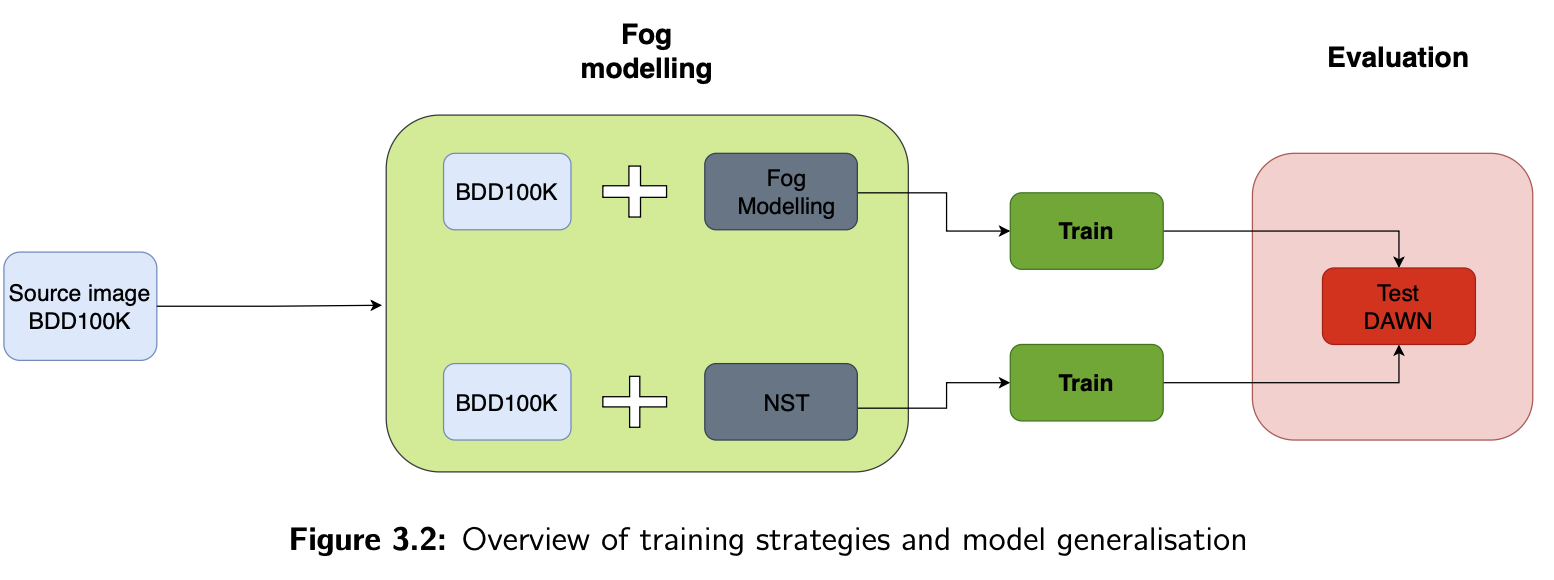 Fog
modelling
Evaluation
Source image
BDD100K
BDD100K
Fog
Modelling
BDD100K
NST
Train
Train
Test
DAWN
Figure 3.2: Overview of training strategies and model generalisation